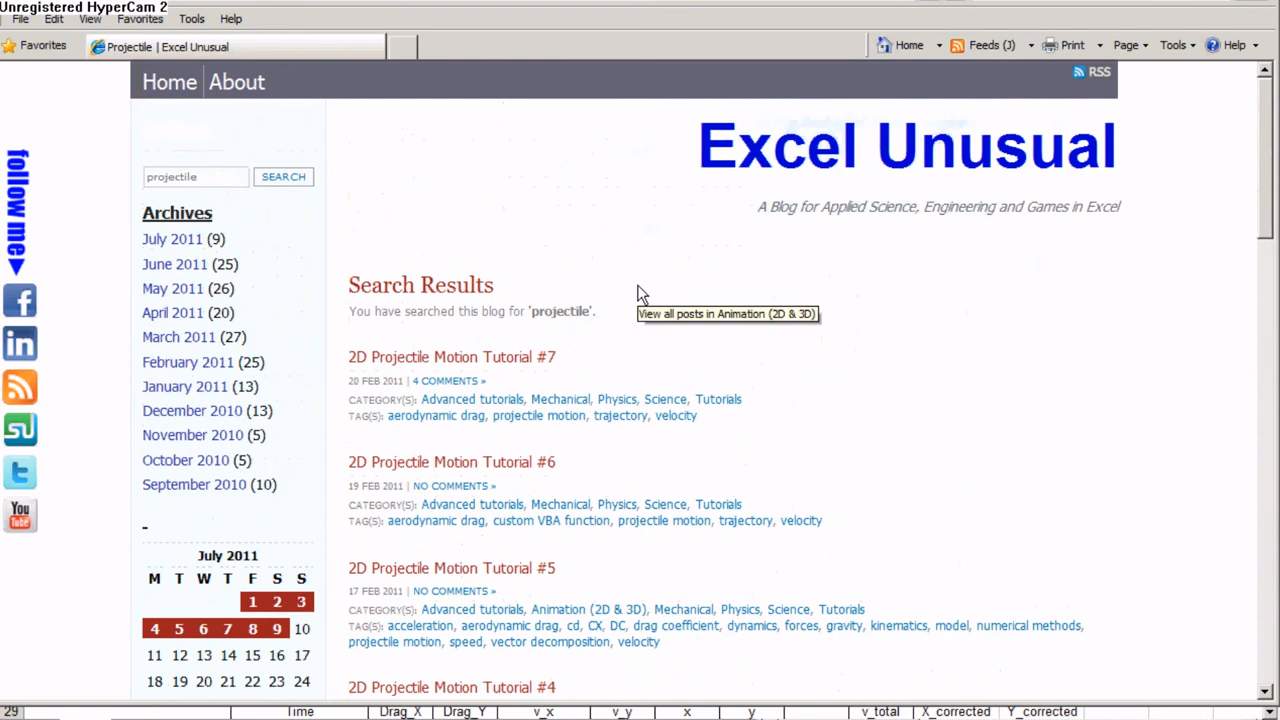 Unregistered HyperCam 2
File Edit View Favorites Tools Help
Favorites Projectile | Excel Unusual Home Feeds (J) Print Page Tools Help
Home About RSS
Excel Unusual
A Blog for Applied Science, Engineering and Games in Excel
follow me
projectile SEARCH
Archives
July 2011 (9)
June 2011 (25)
May 2011 (26)
April 2011 (20)
March 2011 (27)
February 2011 (25)
January 2011 (13)
December 2010 (13)
November 2010 (5)
October 2010 (5)
September 2010 (10)
-
July 2011
M T W T F S S
1 2 3
4 5 6 7 8 9 10
11 12 13 14 15 16 17
18 19 20 21 22 23 24
Search Results
You have searched this blog for 'projectile'.
View all posts in Animation (2D & 3D)
2D Projectile Motion Tutorial #7
20 FEB 2011 | 4 COMMENTS »
CATEGORY(S): Advanced tutorials, Mechanical, Physics, Science, Tutorials
TAG(S): aerodynamic drag, projectile motion, trajectory, velocity
2D Projectile Motion Tutorial #6
19 FEB 2011 | NO COMMENTS »
CATEGORY(S): Advanced tutorials, Mechanical, Physics, Science, Tutorials
TAG(S): aerodynamic drag, custom VBA function, projectile motion, trajectory, velocity
2D Projectile Motion Tutorial #5
17 FEB 2011 | NO COMMENTS »
CATEGORY(S): Advanced tutorials, Animation (2D & 3D), Mechanical, Physics, Science, Tutorials
TAG(S): acceleration, aerodynamic drag, cd, CX, DC, drag coefficient, dynamics, forces, gravity, kinematics, model, numerical methods,
projectile motion, speed, vector decomposition, velocity
2D Projectile Motion Tutorial #4
You Tube
29 Time Drag_X Drag_Y v_x v_y x y v_total X_corrected Y_corrected